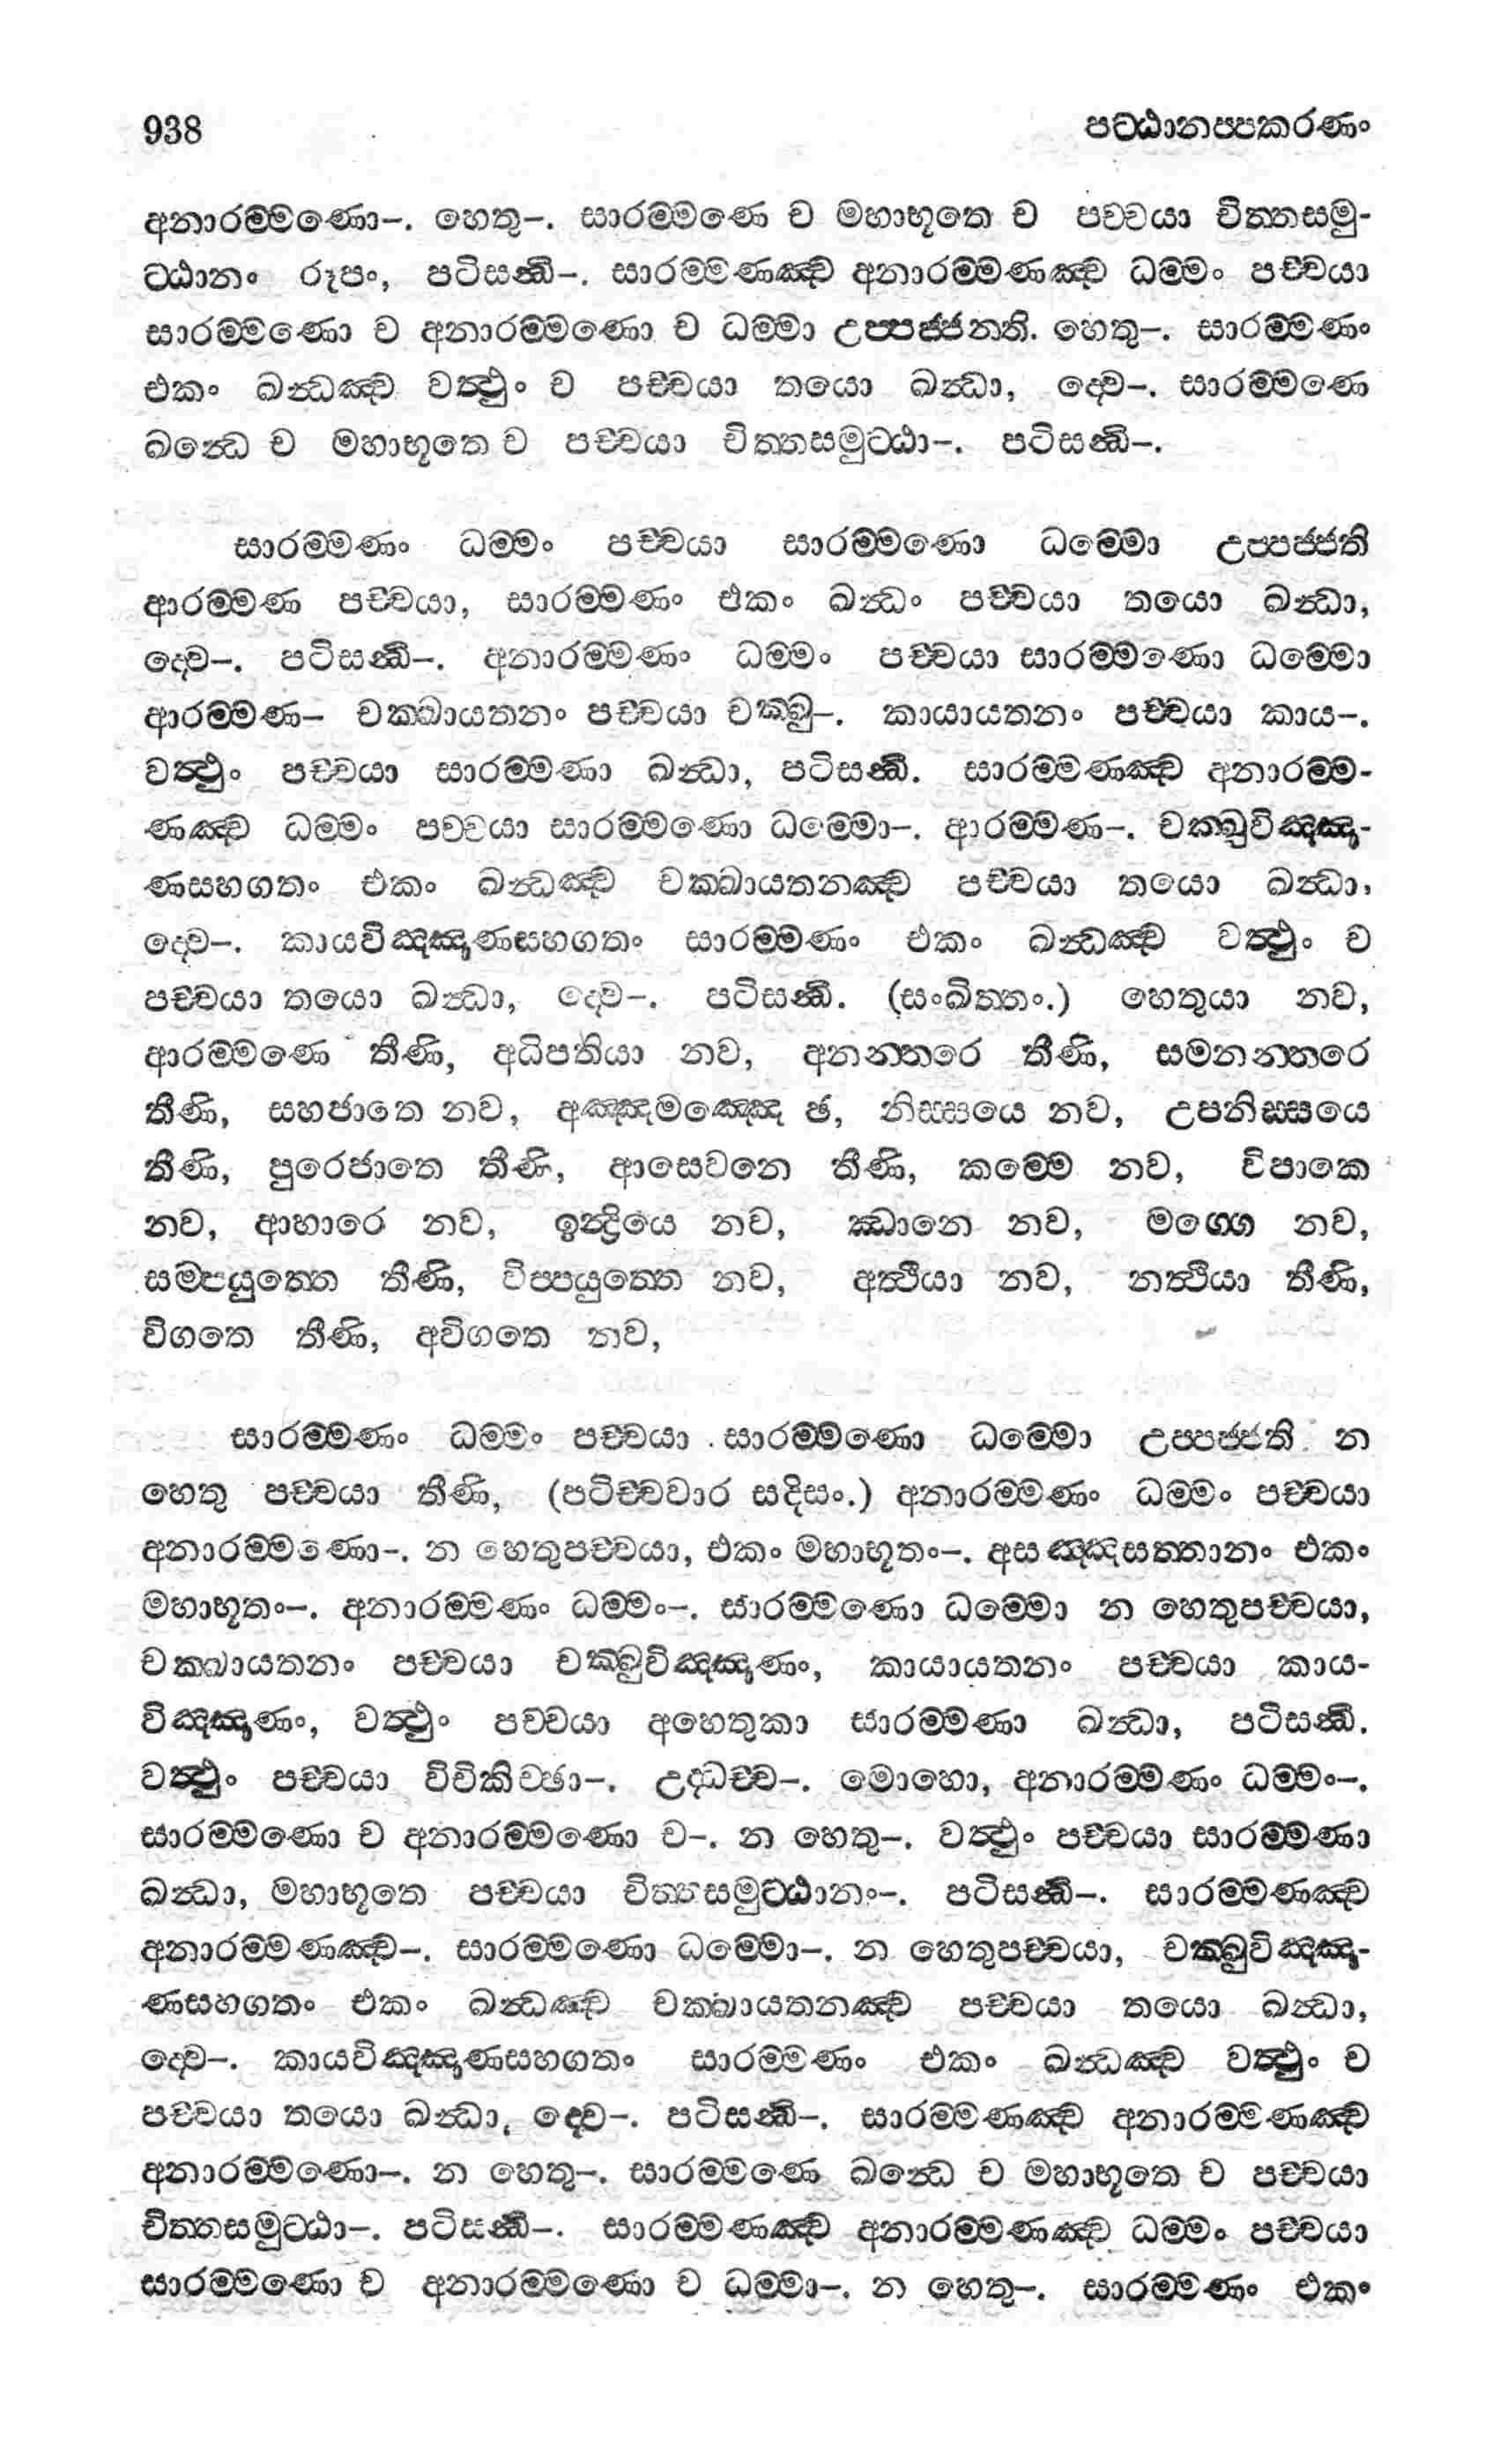 938 පට්ඨානප්පකරණං
අනාරම්මණො–. හෙතු–. සාරම්මණෙ ච මහාභූතෙ ච පච්චයා චිත්තසමු-
ට්ඨානං රූපං, පටිසන්ධි–. සාරම්මණඤ්ච අනාරම්මණඤ්ච ධම්මං පච්චයා
සාරම්මණො ච අනාරම්මණො ච ධම්මා උප්පජ්ජන්ති. හෙතු–. සාරම්මණං
එකං ඛන්ධඤ්ච වත්ථුං ච පච්චයා තයො ඛන්ධා, ද්වෙ–. සාරම්මණෙ
ඛන්ධෙ ච මහාභූතෙ ච පච්චයා චිත්තසමුට්ඨා–. පටිසන්ධි–.
සාරම්මණං ධම්මං පච්චයා සාරම්මණො ධම්මො උප්පජ්ජති
ආරම්මණ පච්චයා, සාරම්මණං එකං ඛන්ධං පච්චයා තයො ඛන්ධා,
ද්වෙ–. පටිසන්ධි–. අනාරම්මණං ධම්මං පච්චයා සාරම්මණො ධම්මො
ආරම්මණ– චක්ඛායතනං පච්චයා චක්ඛු–. කායායතනං පච්චයා කාය–.
වත්ථුං පච්චයා සාරම්මණා ඛන්ධා, පටිසන්ධි. සාරම්මණඤ්ච අනාරම්ම-
ණඤ්ච ධම්මං පච්චයා සාරම්මණො ධම්මො–. ආරම්මණ–. චක්ඛුවිඤ්ඤා-
ණසහගතං එකං ඛන්ධඤ්ච චක්ඛායතනඤ්ච පච්චයා තයො ඛන්ධා,
ද්වෙ–. කායවිඤ්ඤාණසහගතං සාරම්මණං එකං ඛන්ධඤ්ච වත්ථුං ච
පච්චයා තයො ඛන්ධා, ද්වෙ–. පටිසන්ධි. (සංඛිත්තං.) හෙතුයා නව,
ආරම්මණෙ තීණි, අධිපතියා නව, අනන්තරෙ තීණි, සමනන්තරෙ
තීණි, සහජාතෙ නව, අඤ්ඤමඤ්ඤෙ ඡ, නිස්සයෙ නව, උපනිස්සයෙ
තීණි, පුරෙජාතෙ තීණි, ආසෙවනෙ තීණි, කම්මෙ නව, විපාකෙ
නව, ආහාරෙ නව, ඉන්ද්‍රියෙ නව, ඣානෙ නව, මග්ගෙ නව,
සම්පයුත්තෙ තීණි, විප්පයුත්තෙ නව, අත්ථියා නව, නත්ථියා තීණි,
විගතෙ තීණි, අවිගතෙ නව,
සාරම්මණං ධම්මං පච්චයා සාරම්මණො ධම්මො උප්පජ්ජති න
හෙතු පච්චයා තීණි, (පටිච්චවාර සදිසං.) අනාරම්මණං ධම්මං පච්චයා
අනාරම්මණො–. න හෙතුපච්චයා, එකං මහාභූතං–. අසඤ්ඤසත්තානං එකං
මහාභූතං–. අනාරම්මණං ධම්මං–. සාරම්මණො ධම්මො න හෙතුපච්චයා,
චක්ඛායතනං පච්චයා චක්ඛුවිඤ්ඤාණං, කායායතනං පච්චයා කාය-
විඤ්ඤාණං, වත්ථුං පච්චයා අහෙතුකා සාරම්මණා ඛන්ධා, පටිසන්ධි.
වත්ථුං පච්චයා විචිකිච්ඡා–. උද්ධච්ච–. මොහො, අනාරම්මණං ධම්මං–.
සාරම්මණො ච අනාරම්මණො ච–. න හෙතු–. වත්ථුං පච්චයා සාරම්මණා
ඛන්ධා, මහාභූතෙ පච්චයා චිත්තසමුට්ඨානං–. පටිසන්ධි–. සාරම්මණඤ්ච
අනාරම්මණඤ්ච–. සාරම්මණො ධම්මො–. න හෙතුපච්චයා, චක්ඛුවිඤ්ඤා-
ණසහගතං එකං ඛන්ධඤ්ච චක්ඛායතනඤ්ච පච්චයා තයො ඛන්ධා,
ද්වෙ–. කායවිඤ්ඤාණසහගතං සාරම්මණං එකං ඛන්ධඤ්ච වත්ථුං ච
පච්චයා තයො ඛන්ධා, ද්වෙ–. පටිසන්ධි–. සාරම්මණඤ්ච අනාරම්මණඤ්ච
අනාරම්මණො–. න හෙතු–. සාරම්මණෙ ඛන්ධෙ ච මහාභූතෙ ච පච්චයා
චිත්තසමුට්ඨා–. පටිසන්ධි–. සාරම්මණඤ්ච අනාරම්මණඤ්ච ධම්මං පච්චයා
සාරම්මණො ච අනාරම්මණො ච ධම්මා–. න හෙතු–. සාරම්මණං එකං